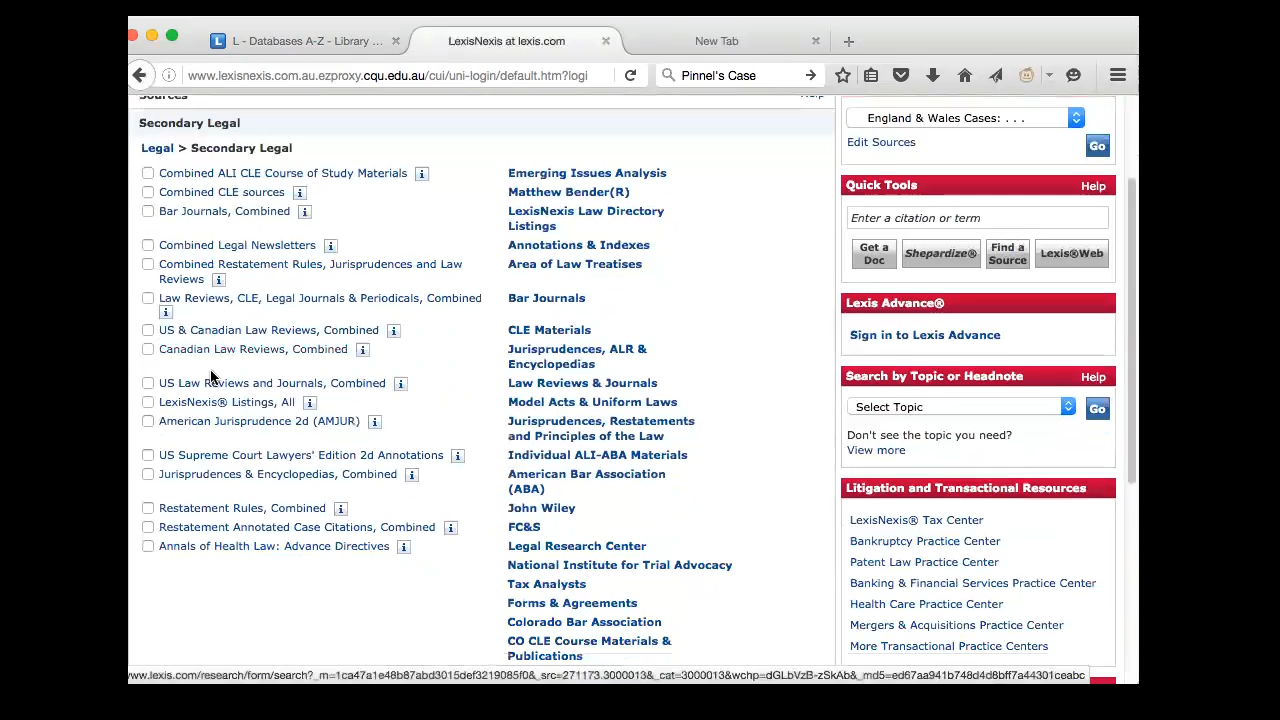 L - Databases A-Z - Library ...
LexisNexis at lexis.com
New Tab
www.lexisnexis.com.au.ezproxy.cqu.edu.au/cui/uni-login/default.htm?logi
Pinnel's Case
Sources
Help
Secondary Legal
Legal > Secondary Legal
Combined ALI CLE Course of Study Materials
Combined CLE sources
Bar Journals, Combined
Combined Legal Newsletters
Combined Restatement Rules, Jurisprudences and Law
Reviews
Law Reviews, CLE, Legal Journals & Periodicals, Combined
US & Canadian Law Reviews, Combined
Canadian Law Reviews, Combined
US Law Reviews and Journals, Combined
LexisNexis® Listings, All
American Jurisprudence 2d (AMJUR)
US Supreme Court Lawyers' Edition 2d Annotations
Jurisprudences & Encyclopedias, Combined
Restatement Rules, Combined
Restatement Annotated Case Citations, Combined
Annals of Health Law: Advance Directives
Emerging Issues Analysis
Matthew Bender(R)
LexisNexis Law Directory
Listings
Annotations & Indexes
Area of Law Treatises
Bar Journals
CLE Materials
Jurisprudences, ALR &
Encyclopedias
Law Reviews & Journals
Model Acts & Uniform Laws
Jurisprudences, Restatements
and Principles of the Law
Individual ALI-ABA Materials
American Bar Association
(ABA)
John Wiley
FC&S
Legal Research Center
National Institute for Trial Advocacy
Tax Analysts
Forms & Agreements
Colorado Bar Association
CO CLE Course Materials &
Publications
England & Wales Cases: . . .
Edit Sources
Go
Quick Tools
Help
Enter a citation or term
Get a
Doc
Shepardize®
Find a
Source
Lexis®Web
Lexis Advance®
Sign in to Lexis Advance
Search by Topic or Headnote
Help
Select Topic
Go
Don't see the topic you need?
View more
Litigation and Transactional Resources
LexisNexis® Tax Center
Bankruptcy Practice Center
Patent Law Practice Center
Banking & Financial Services Practice Center
Health Care Practice Center
Mergers & Acquisitions Practice Center
More Transactional Practice Centers